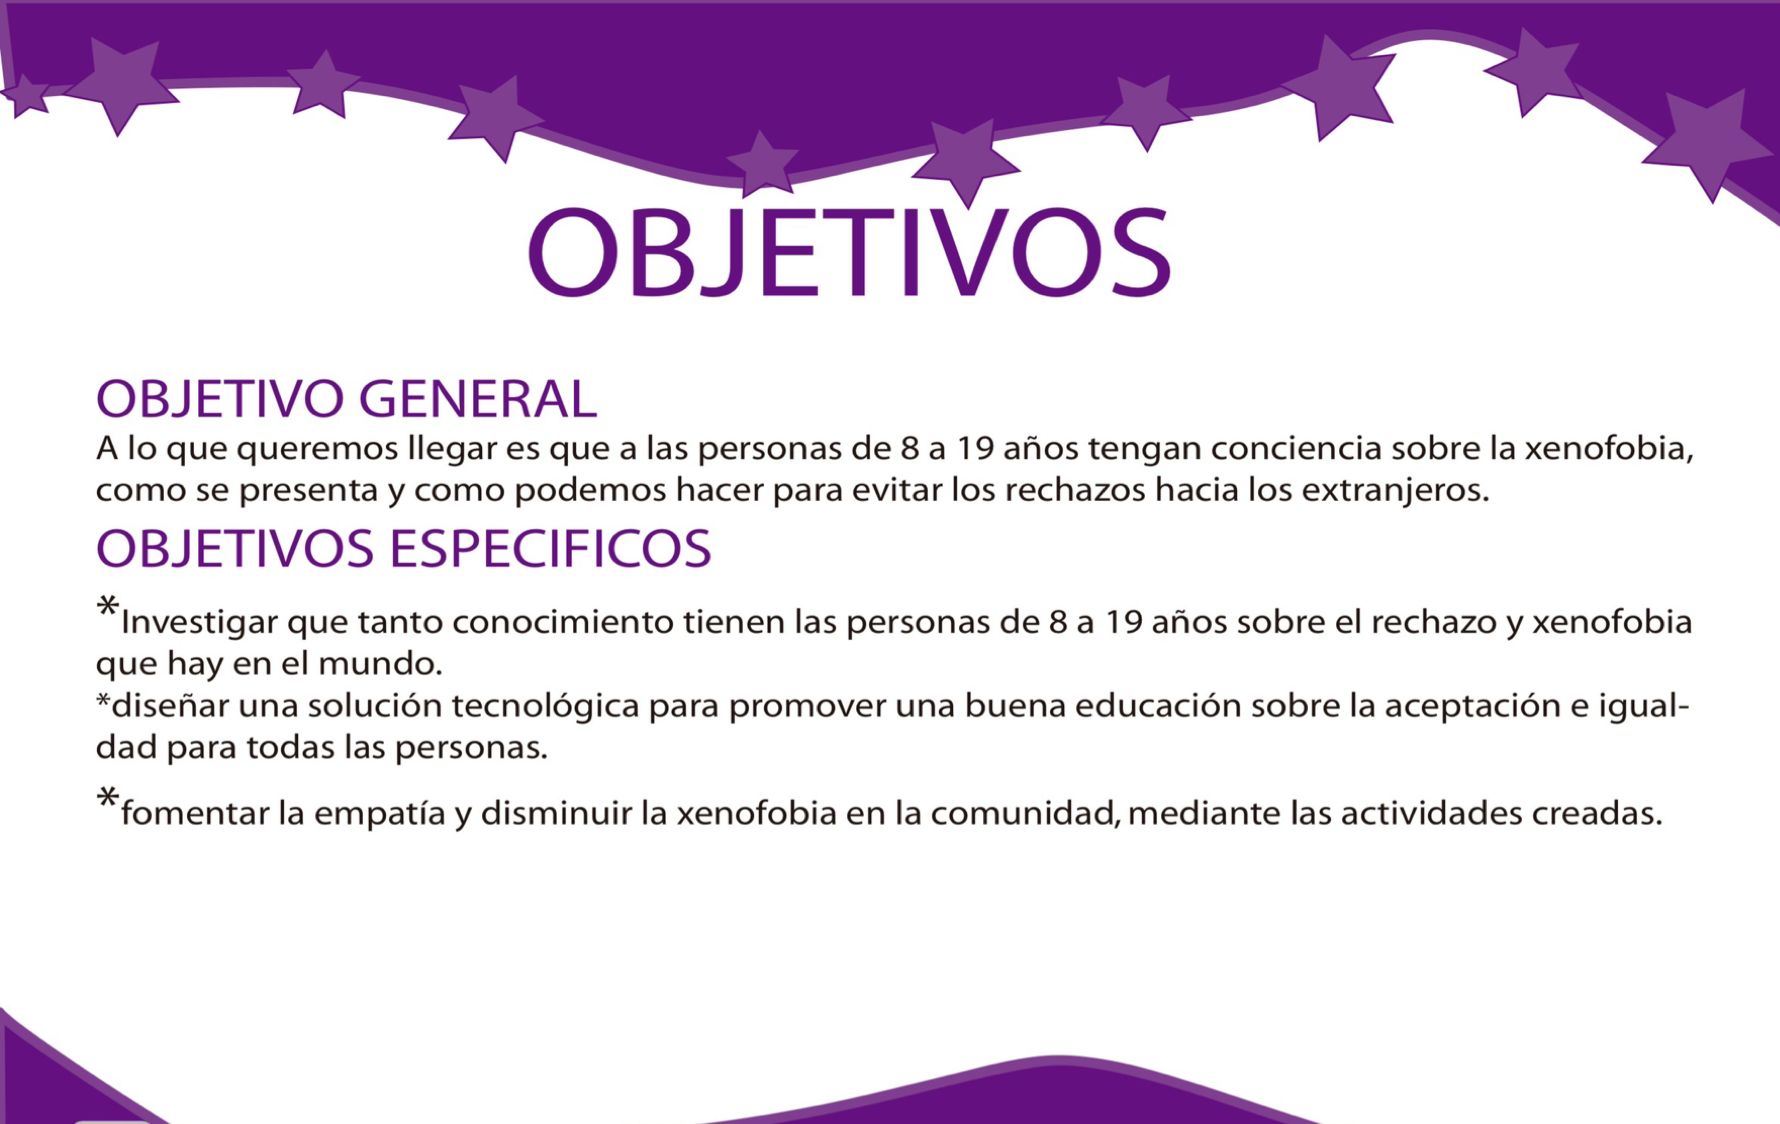 OBJETIVOS
OBJETIVO GENERAL
A lo que queremos llegar es que a las personas de 8 a 19 años tengan conciencia sobre la xenofobia,
como se presenta y como podemos hacer para evitar los rechazos hacia los extranjeros.
OBJETIVOS ESPECIFICOS
*Investigar que tanto conocimiento tienen las personas de 8 a 19 años sobre el rechazo y xenofobia
que hay en el mundo.
*diseñar una solución tecnológica para promover una buena educación sobre la aceptación e igual-
dad para todas las personas.
*fomentar la empatía y disminuir la xenofobia en la comunidad, mediante las actividades creadas.